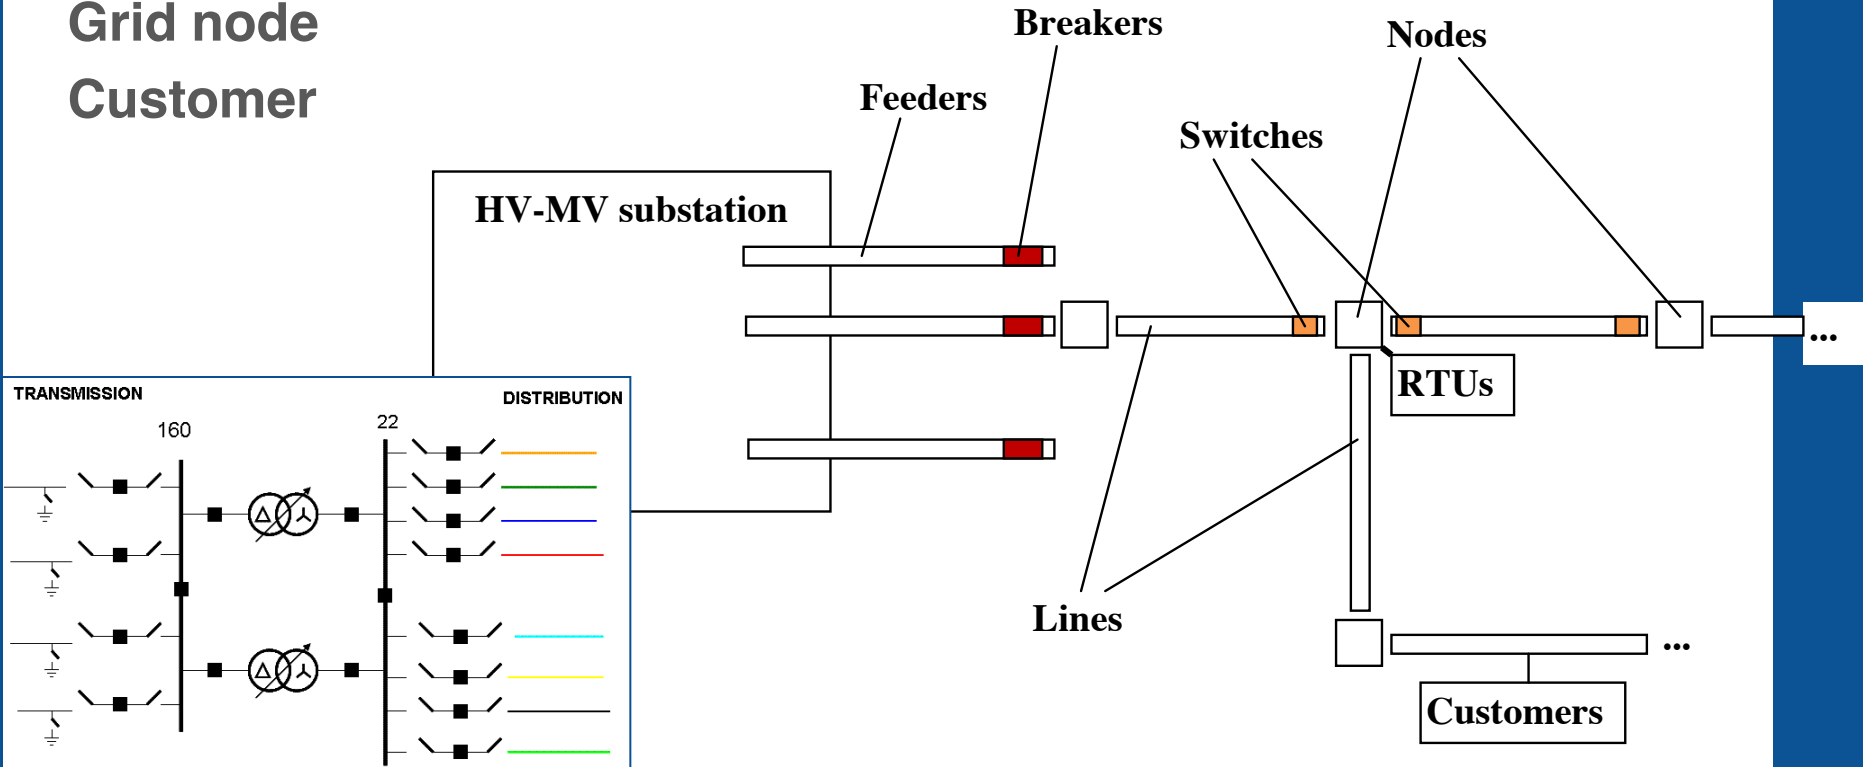 Grid node
Customer
Breakers
Nodes
Feeders
Switches
HV-MV substation
...
RTUs
TRANSMISSION
DISTRIBUTION
160
22
Lines
...
Customers